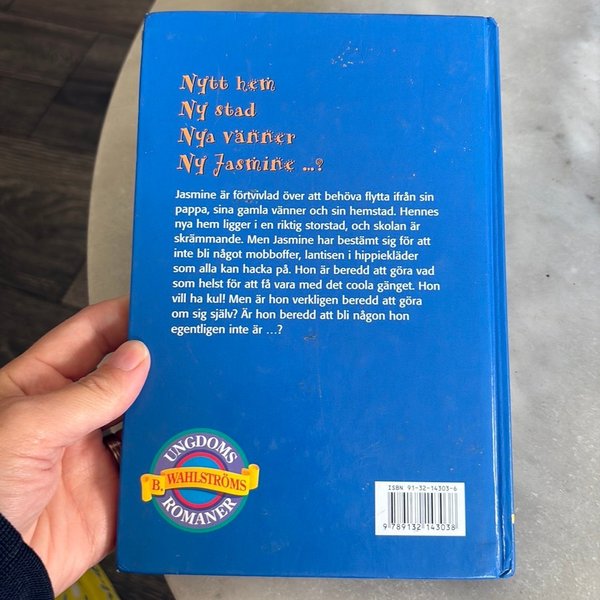 Nytt hem
Ny stad
Nya vänner
Ny Jasmine ...?
Jasmine är förtvivlad över att behöva flytta ifrån sin
pappa, sina gamla vänner och sin hemstad. Hennes
nya hem ligger i en riktig storstad, och skolan är
skrämmande. Men Jasmine har bestämt sig för att
inte bli något mobboffer, lantisen i hippiekläder
som alla kan hacka på. Hon är beredd att göra vad
som helst för att få vara med det coola gänget. Hon
vill ha kul! Men är hon verkligen beredd att göra
om sig själv? Är hon beredd att bli någon hon
egentligen inte är ...?
UNGDOMS
B. WAHLSTRÖMS
ROMANER
ISBN 91-32-14303-6
9 789132 143038